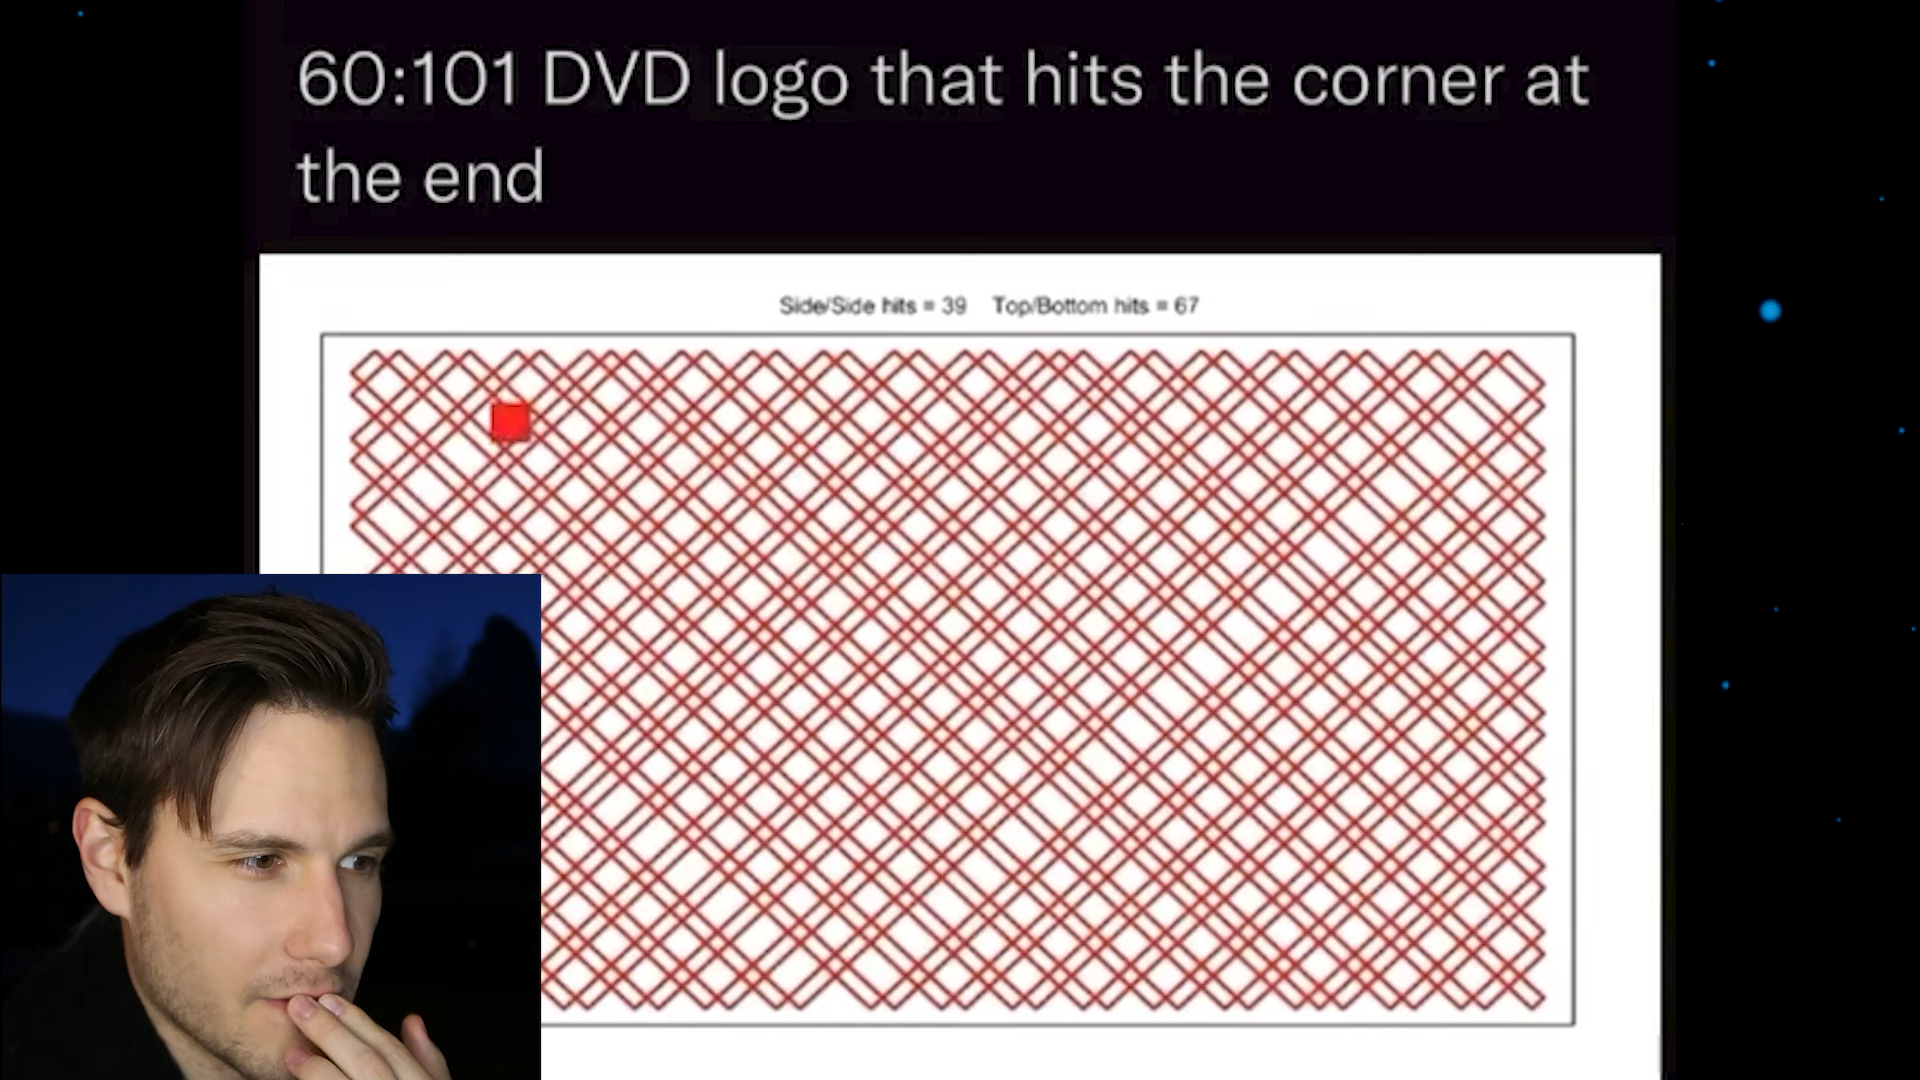 60:101 DVD logo that hits the corner at
the end
Side/Side hits = 39 Top/Bottom hits = 67